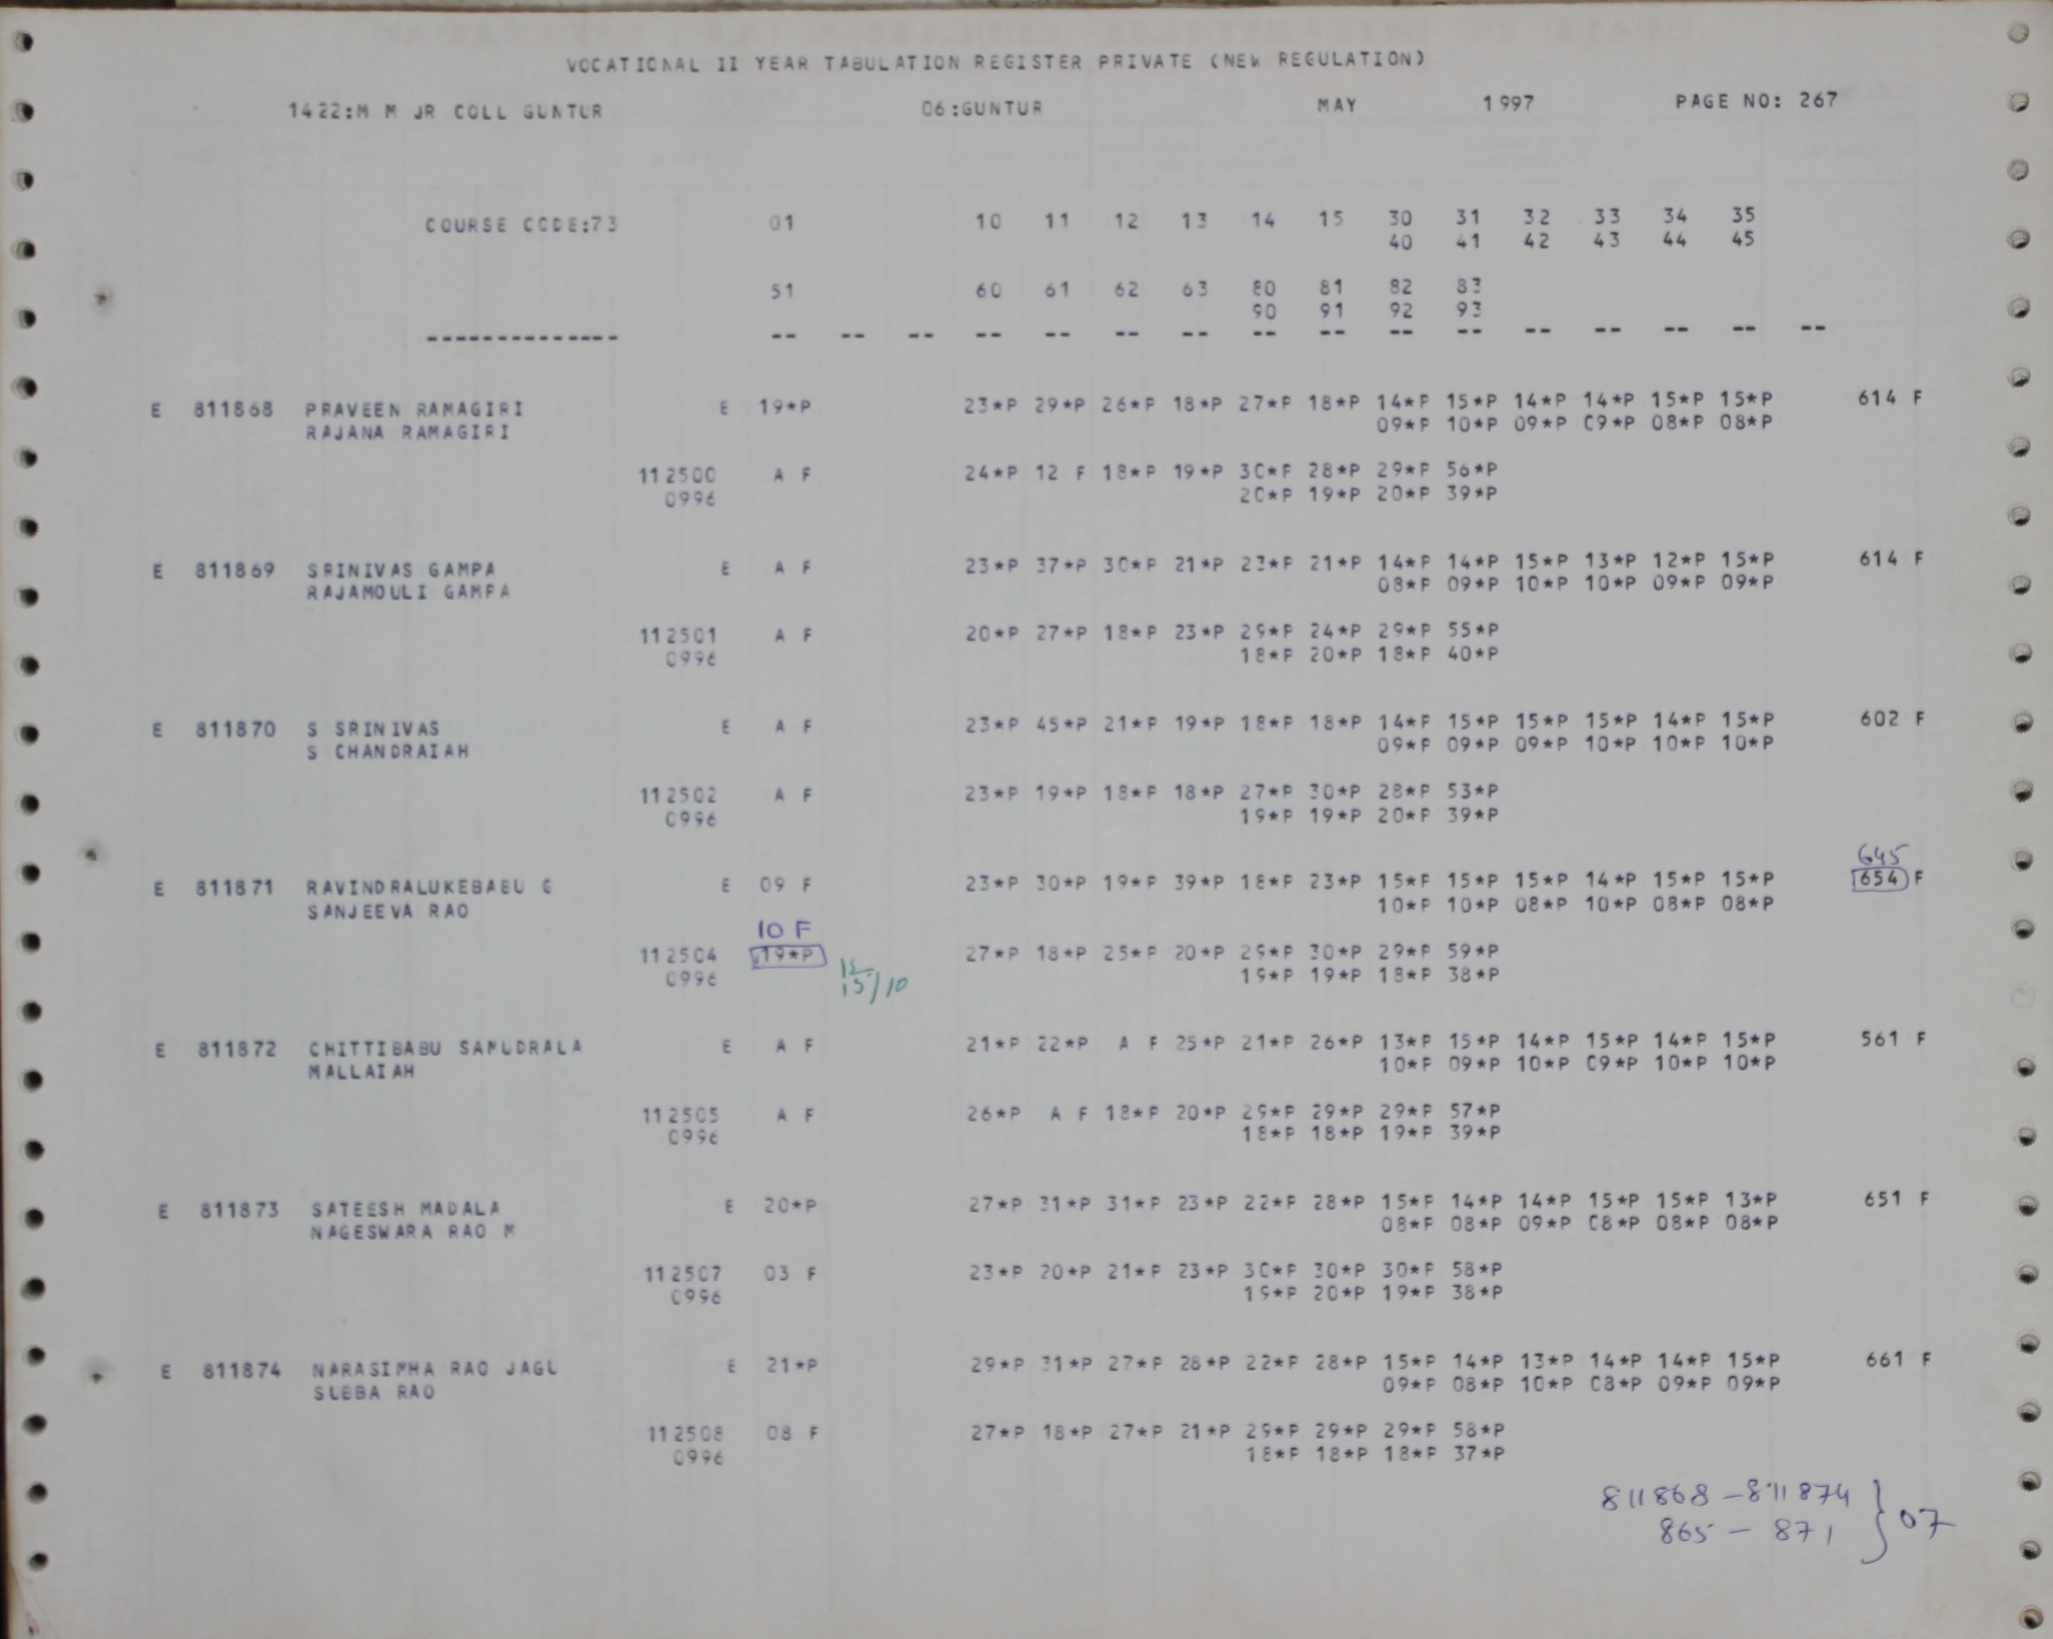 VOCATIONAL II YEAR TABULATION REGISTER PRIVATE (NEW REGULATION)
1422:M M JR COLL GUNTUR 06:GUNTUR MAY 1997 PAGE NO: 267
COURSE CODE:73 01 10 11 12 13 14 15 30 31 32 33 34 35
40 41 42 43 44 45
51 60 61 62 63 80 81 82 83
90 91 92 93
-------------- -- -- -- -- -- -- -- -- -- -- -- -- -- -- -- --
E 811868 PRAVEEN RAMAGIRI E 19*P 23*P 29*P 26*P 18*P 27*P 18*P 14*P 15*P 14*P 14*P 15*P 15*P 614 F
RAJANA RAMAGIRI 09*P 10*P 09*P 09*P 08*P 08*P
112500 A F 24*P 12 F 18*P 19*P 30*P 28*P 29*P 56*P
0996 20*P 19*P 20*P 39*P
E 811869 SRINIVAS GAMPA E A F 23*P 37*P 30*P 21*P 23*P 21*P 14*P 14*P 15*P 13*P 12*P 15*P 614 F
RAJAMOULI GAMPA 08*P 09*P 10*P 10*P 09*P 09*P
112501 A F 20*P 27*P 18*P 23*P 29*P 24*P 29*P 55*P
0996 18*P 20*P 18*P 40*P
E 811870 S SRINIVAS E A F 23*P 45*P 21*P 19*P 18*P 18*P 14*P 15*P 15*P 15*P 14*P 15*P 602 F
S CHANDRAIAH 09*P 09*P 09*P 10*P 10*P 10*P
112502 A F 23*P 19*P 18*P 18*P 27*P 30*P 28*P 53*P
0996 19*P 19*P 20*P 39*P
645
E 811871 RAVINDRALUKEBABU G E 09 F 23*P 30*P 19*P 39*P 18*P 23*P 15*P 15*P 15*P 14*P 15*P 15*P 654 F
SANJEEVA RAO 10*P 10*P 08*P 10*P 08*P 08*P
10 F
112504 19*P 27*P 18*P 25*P 20*P 29*P 30*P 29*P 59*P
0996 15/10 19*P 19*P 18*P 38*P
E 811872 CHITTIBABU SAMUDRALA E A F 21*P 22*P A F 25*P 21*P 26*P 13*P 15*P 14*P 15*P 14*P 15*P 561 F
MALLAIAH 10*P 09*P 10*P 09*P 10*P 10*P
112505 A F 26*P A F 18*P 20*P 29*P 29*P 29*P 57*P
0996 18*P 18*P 19*P 39*P
E 811873 SATEESH MADALA E 20*P 27*P 31*P 31*P 23*P 22*P 28*P 15*P 14*P 14*P 15*P 15*P 13*P 651 F
NAGESWARA RAO M 08*P 08*P 09*P 08*P 08*P 08*P
112507 03 F 23*P 20*P 21*P 23*P 30*P 30*P 30*P 58*P
0996 19*P 20*P 19*P 38*P
E 811874 NARASIMHA RAO JAGU E 21*P 29*P 31*P 27*P 28*P 22*P 28*P 15*P 14*P 13*P 14*P 14*P 15*P 661 F
SUBBA RAO 09*P 08*P 10*P 08*P 09*P 09*P
112508 08 F 27*P 18*P 27*P 21*P 29*P 29*P 29*P 58*P
0996 18*P 18*P 18*P 37*P
811868 - 811874
865 - 871 } 07